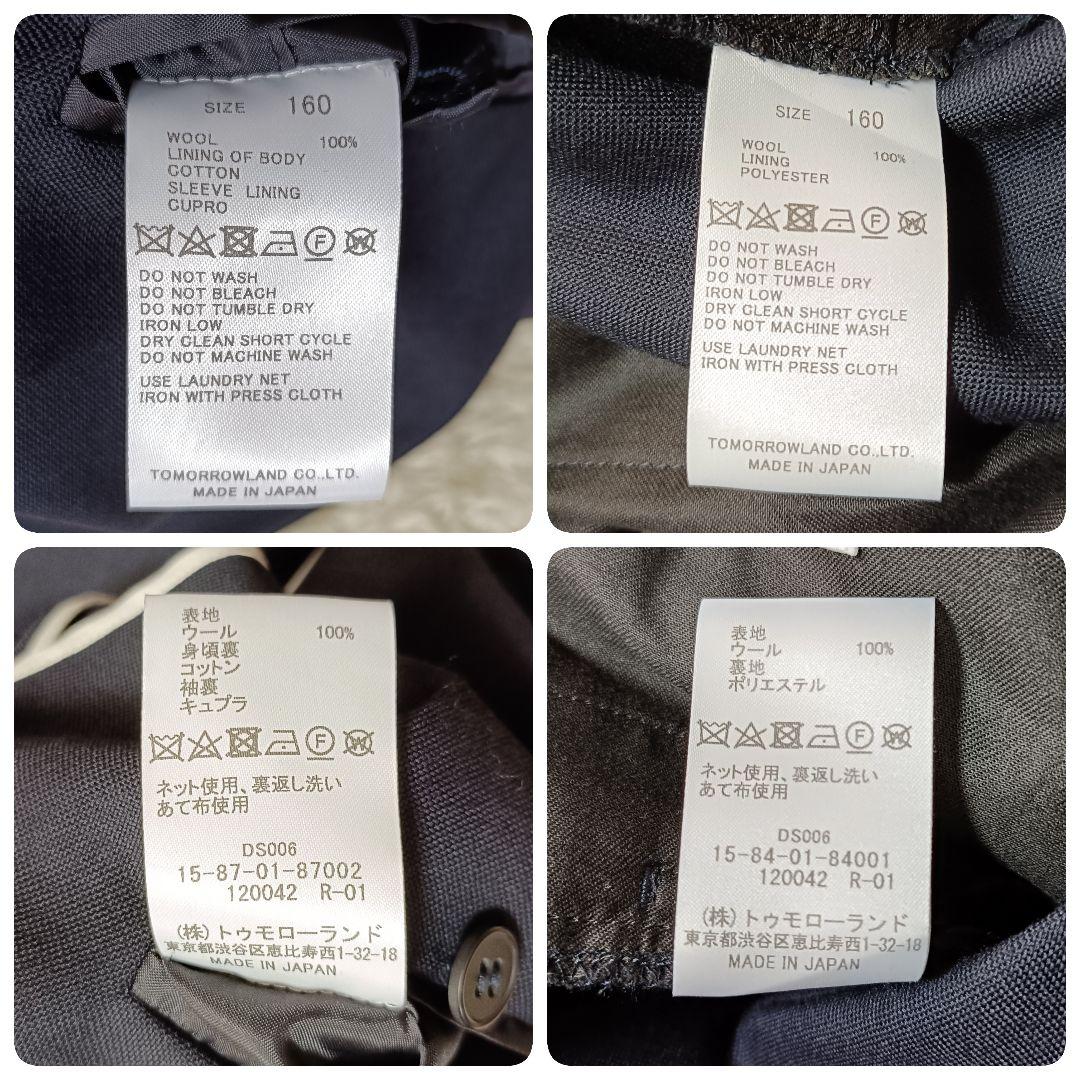 SIZE 160
WOOL 100%
LINING OF BODY
COTTON
SLEEVE LINING
CUPRO
F W
DO NOT WASH
DO NOT BLEACH
DO NOT TUMBLE DRY
IRON LOW
DRY CLEAN SHORT CYCLE
DO NOT MACHINE WASH
USE LAUNDRY NET
IRON WITH PRESS CLOTH
TOMORROWLAND CO.,LTD.
MADE IN JAPAN
SIZE 160
WOOL 100%
LINING
POLYESTER
F W
DO NOT WASH
DO NOT BLEACH
DO NOT TUMBLE DRY
IRON LOW
DRY CLEAN SHORT CYCLE
DO NOT MACHINE WASH
USE LAUNDRY NET
IRON WITH PRESS CLOTH
TOMORROWLAND CO.,LTD.
MADE IN JAPAN
表地
ウール 100%
身頃裏
コットン
袖裏
キュプラ
F W
ネット使用、裏返し洗い
あて布使用
DS006
15-87-01-87002
120042 R-01
(株)トゥモローランド
東京都渋谷区恵比寿西1-32-18
MADE IN JAPAN
表地
ウール 100%
裏地
ポリエステル
F W
ネット使用、裏返し洗い
あて布使用
DS006
15-84-01-84001
120042 R-01
(株)トゥモローランド
東京都渋谷区恵比寿西1-32-18
MADE IN JAPAN